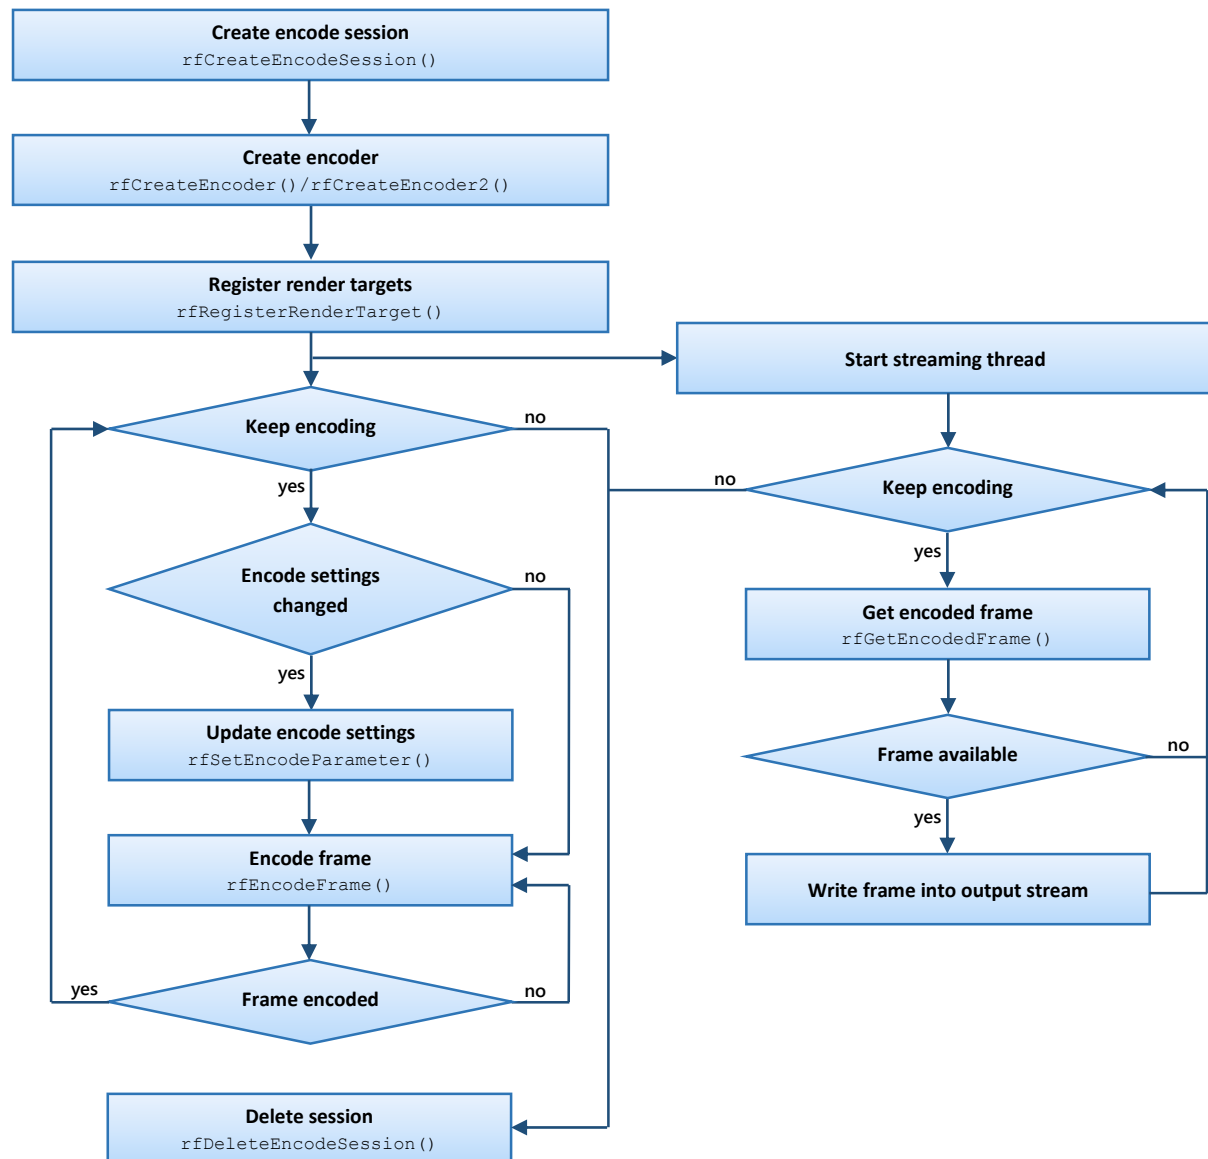 Create encode session
rfCreateEncodeSession()
Create encoder
rfCreateEncoder()/rfCreateEncoder2()
Register render targets
rfRegisterRenderTarget()
Start streaming thread
Keep encoding
no
yes
Encode settings
changed
no
yes
Update encode settings
rfSetEncodeParameter()
Encode frame
rfEncodeFrame()
Frame encoded
yes
no
Delete session
rfDeleteEncodeSession()
Keep encoding
no
yes
Get encoded frame
rfGetEncodedFrame()
Frame available
no
yes
Write frame into output stream